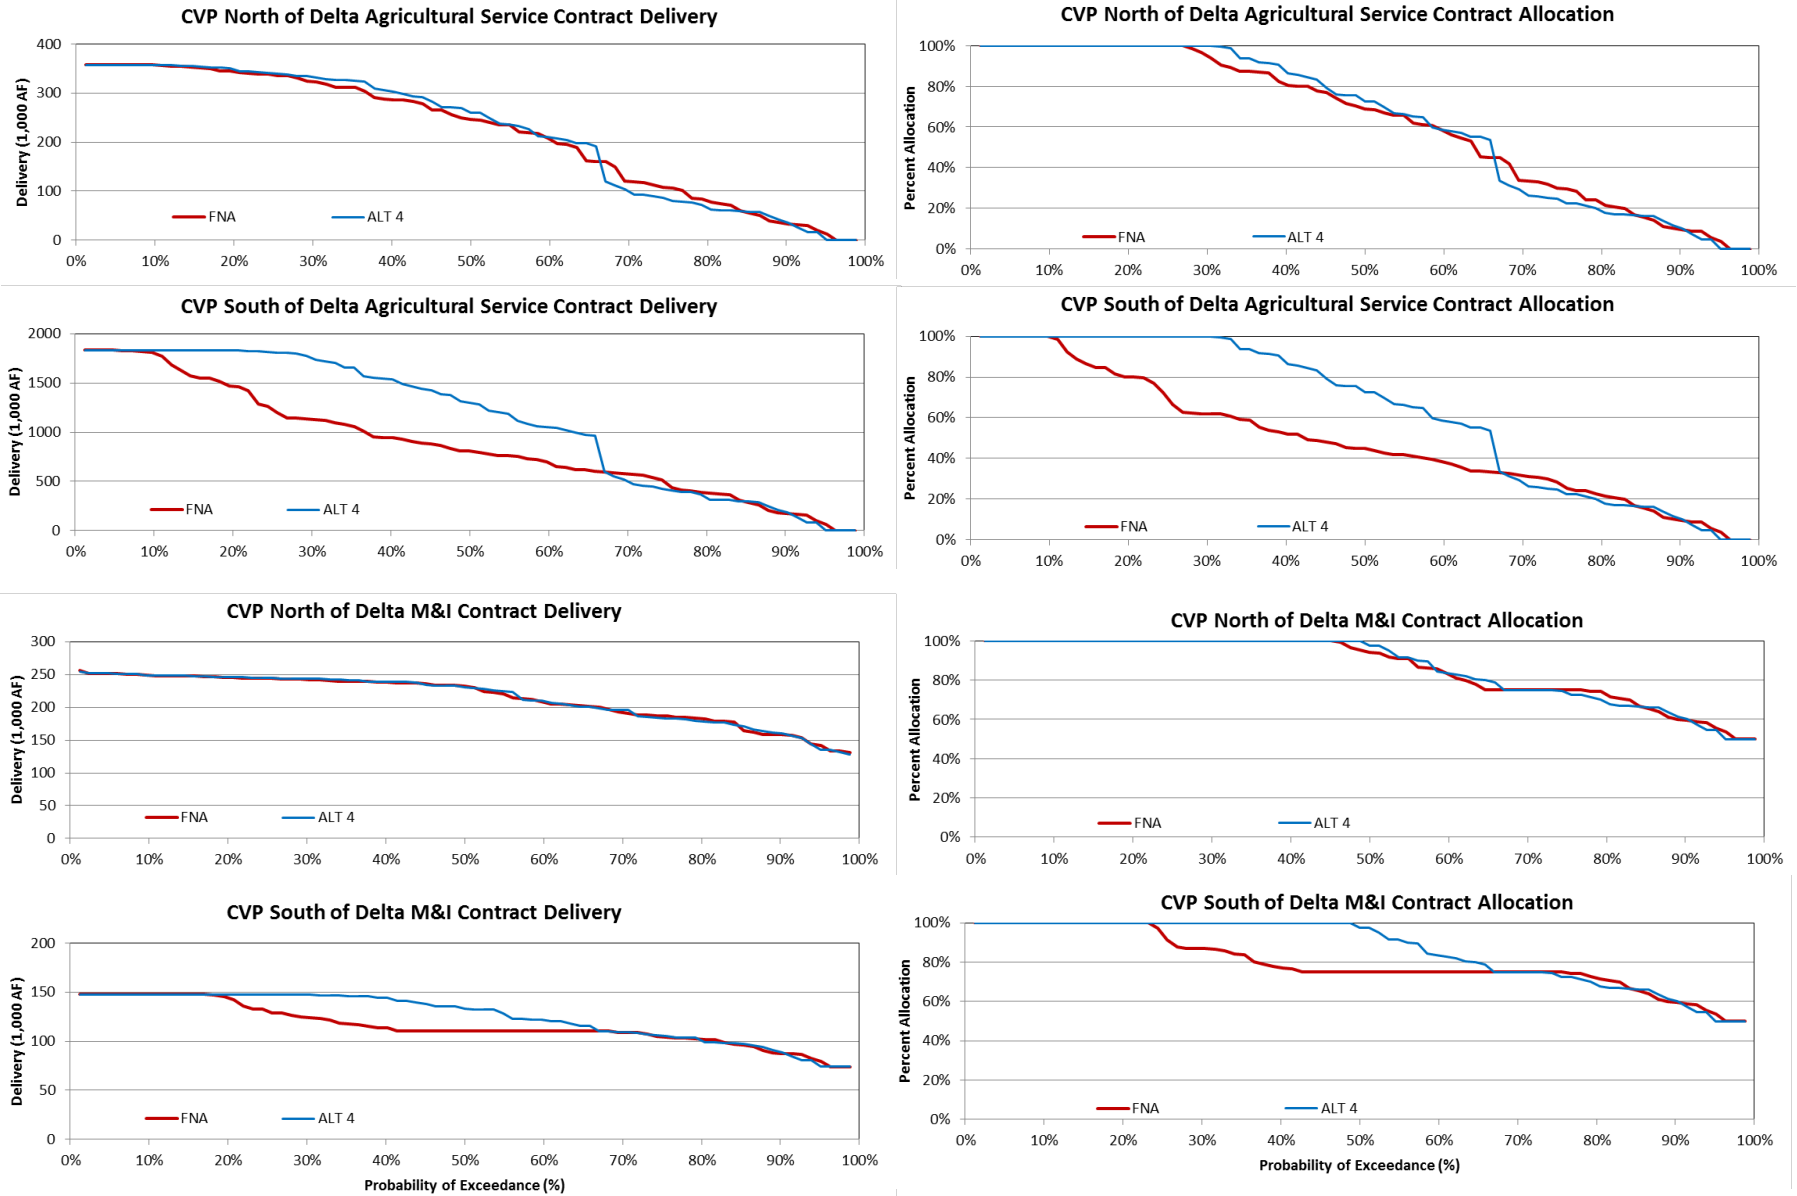 CVP North of Delta Agricultural Service Contract Delivery
Delivery (1,000 AF)
400
300
200
100
0
FNA
ALT 4
0% 10% 20% 30% 40% 50% 60% 70% 80% 90% 100%
CVP North of Delta Agricultural Service Contract Allocation
Percent Allocation
100%
80%
60%
40%
20%
0%
FNA
ALT 4
0% 10% 20% 30% 40% 50% 60% 70% 80% 90% 100%
CVP South of Delta Agricultural Service Contract Delivery
Delivery (1,000 AF)
2000
1500
1000
500
0
FNA
ALT 4
0% 10% 20% 30% 40% 50% 60% 70% 80% 90% 100%
CVP South of Delta Agricultural Service Contract Allocation
Percent Allocation
100%
80%
60%
40%
20%
0%
FNA
ALT 4
0% 10% 20% 30% 40% 50% 60% 70% 80% 90% 100%
CVP North of Delta M&I Contract Delivery
Delivery (1,000 AF)
300
250
200
150
100
50
0
FNA
ALT 4
0% 10% 20% 30% 40% 50% 60% 70% 80% 90% 100%
CVP North of Delta M&I Contract Allocation
Percent Allocation
100%
80%
60%
40%
20%
0%
FNA
ALT 4
0% 10% 20% 30% 40% 50% 60% 70% 80% 90% 100%
CVP South of Delta M&I Contract Delivery
Delivery (1,000 AF)
200
150
100
50
0
FNA
ALT 4
0% 10% 20% 30% 40% 50% 60% 70% 80% 90% 100%
Probability of Exceedance (%)
CVP South of Delta M&I Contract Allocation
Percent Allocation
100%
80%
60%
40%
20%
0%
FNA
ALT 4
0% 10% 20% 30% 40% 50% 60% 70% 80% 90% 100%
Probability of Exceedance (%)